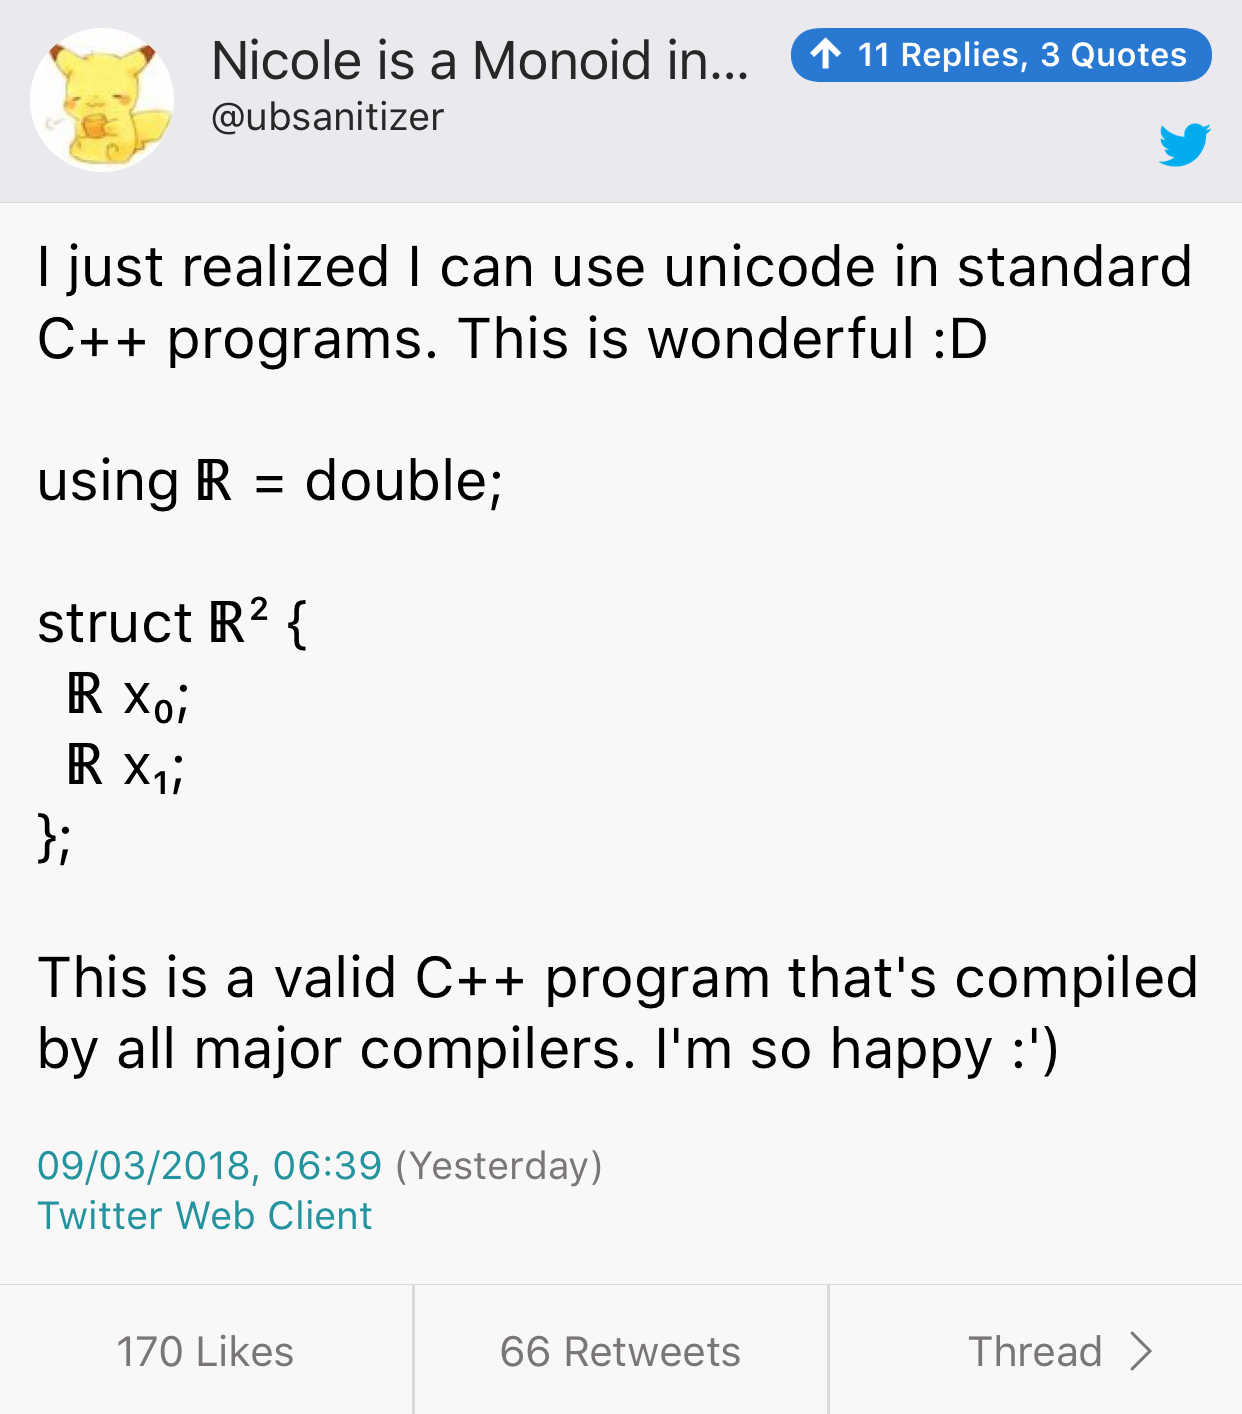 Nicole is a Monoid in...
11 Replies, 3 Quotes
@ubsanitizer
I just realized I can use unicode in standard
C++ programs. This is wonderful :D
using ℝ = double;
struct ℝ² {
ℝ x₀;
ℝ x₁;
};
This is a valid C++ program that's compiled
by all major compilers. I'm so happy :')
09/03/2018, 06:39 (Yesterday)
Twitter Web Client
170 Likes
66 Retweets
Thread